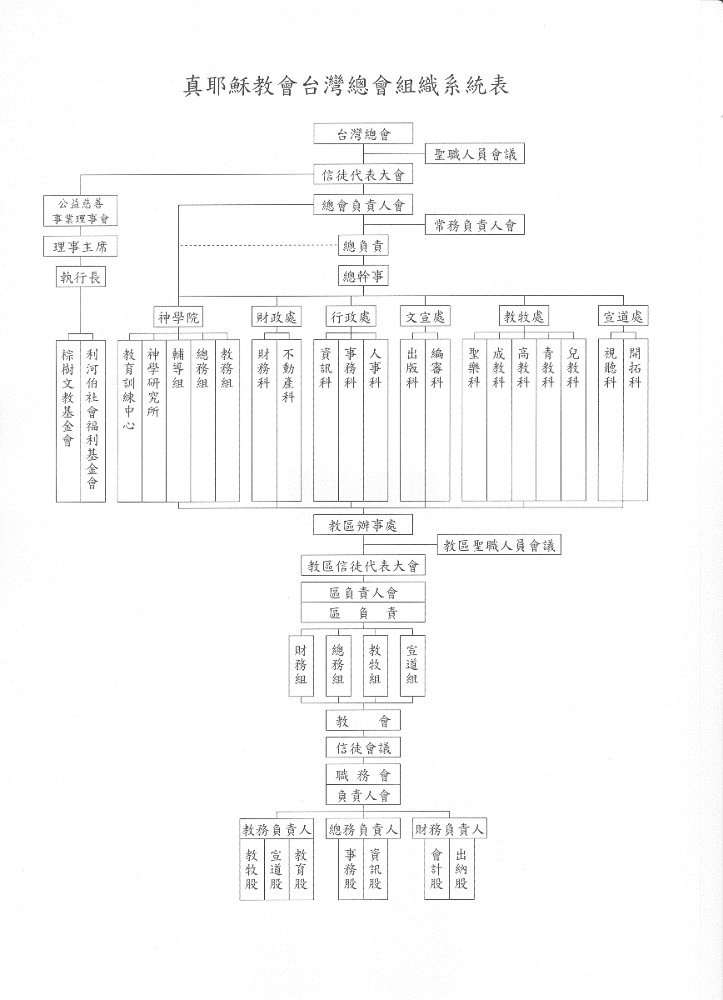 真耶穌教會台灣總會組織系統表
台灣總會
聖職人員會議
信徒代表大會
公益慈善
事業理事會
總會負責人會
常務負責人會
理事主席
總負責
執行長
總幹事
神學院
財政處
行政處
文宣處
教牧處
宣道處
棕樹文教基金會
利河伯社會福利基金會
教育訓練中心
神學研究所
輔導組
總務組
教務組
財務科
不動產科
資訊科
事務科
人事科
出版科
編審科
聖樂科
成教科
高教科
青教科
兒教科
視聽科
開拓科
教區辦事處
教區聖職人員會議
教區信徒代表大會
區負責人會
區負責
財務組
總務組
教牧組
宣道組
教會
信徒會議
職務會
負責人會
教務負責人
總務負責人
財務負責人
教牧股
宣道股
教育股
事務股
資訊股
會計股
出納股